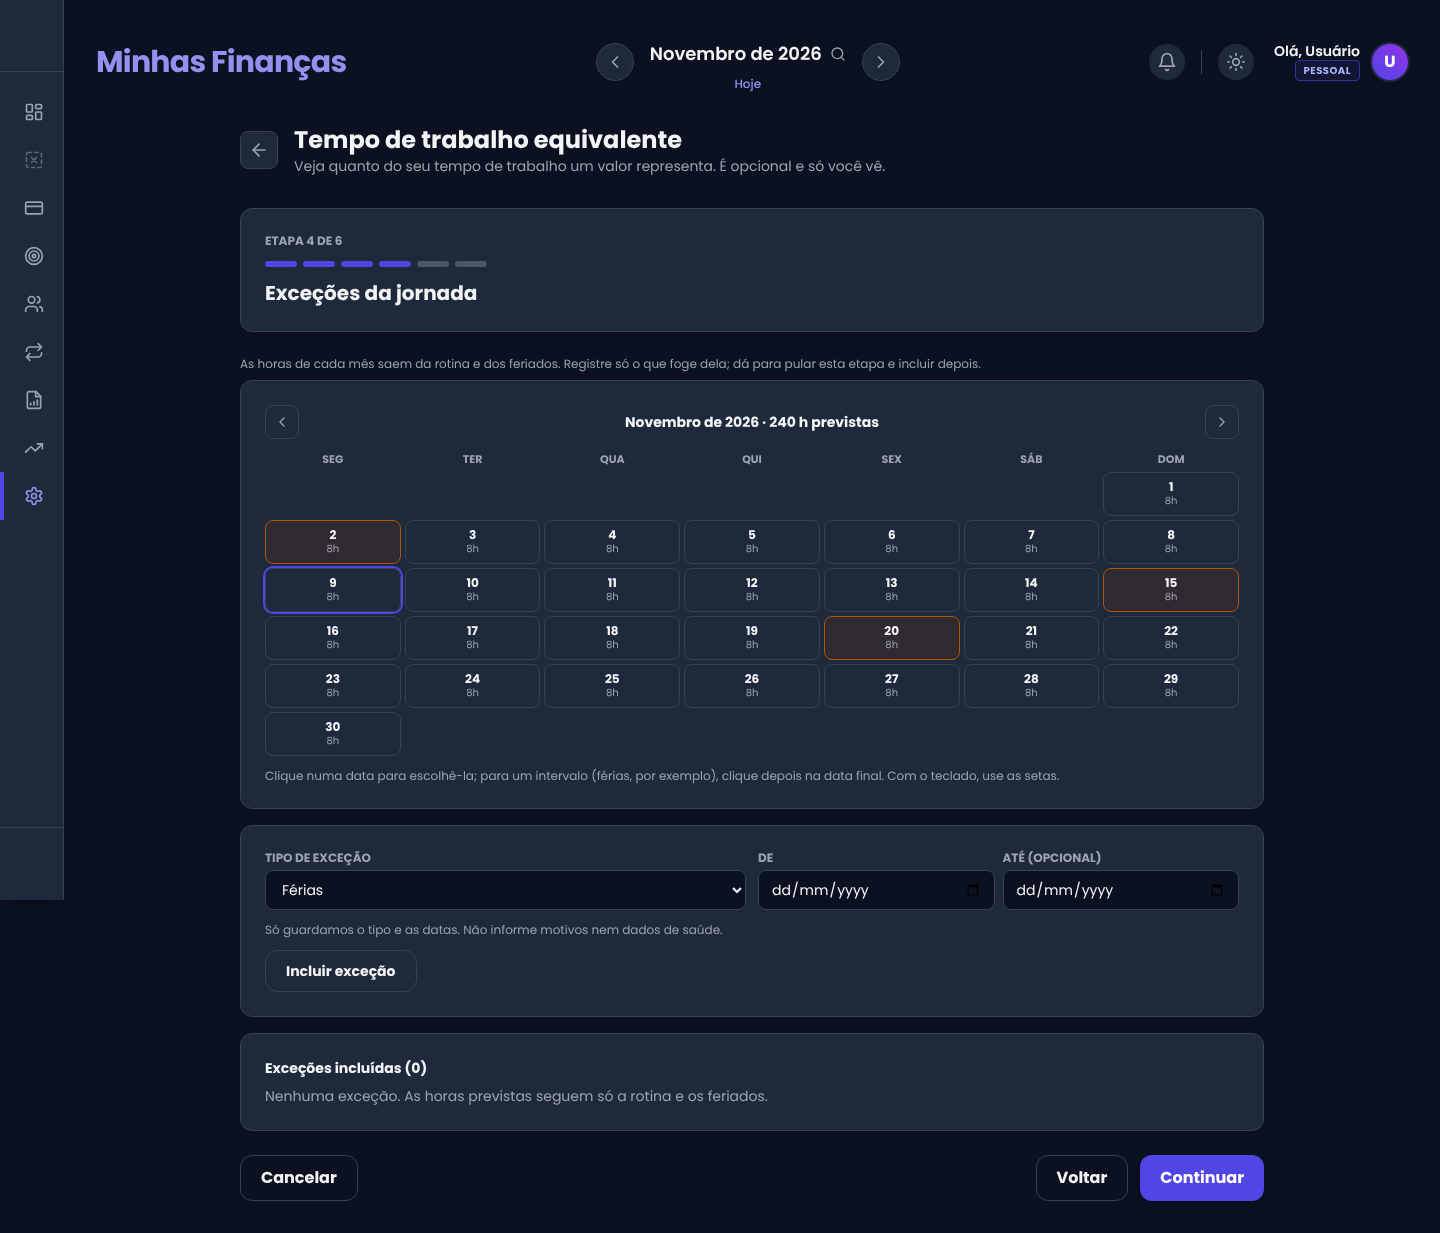 Minhas Finanças
Novembro de 2026
Hoje
Olá, Usuário
PESSOAL
U
Tempo de trabalho equivalente
Veja quanto do seu tempo de trabalho um valor representa. É opcional e só você vê.
ETAPA 4 DE 6
Exceções da jornada
As horas de cada mês saem da rotina e dos feriados. Registre só o que foge dela; dá para pular esta etapa e incluir depois.
Novembro de 2026 · 240 h previstas
SEG TER QUA QUI SEX SÁB DOM
1
8h
2 3 4 5 6 7 8
8h 8h 8h 8h 8h 8h 8h
9 10 11 12 13 14 15
8h 8h 8h 8h 8h 8h 8h
16 17 18 19 20 21 22
8h 8h 8h 8h 8h 8h 8h
23 24 25 26 27 28 29
8h 8h 8h 8h 8h 8h 8h
30
8h
Clique numa data para escolhê-la; para um intervalo (férias, por exemplo), clique depois na data final. Com o teclado, use as setas.
TIPO DE EXCEÇÃO DE ATÉ (OPCIONAL)
Férias dd/mm/yyyy dd/mm/yyyy
Só guardamos o tipo e as datas. Não informe motivos nem dados de saúde.
Incluir exceção
Exceções incluídas (0)
Nenhuma exceção. As horas previstas seguem só a rotina e os feriados.
Cancelar Voltar Continuar